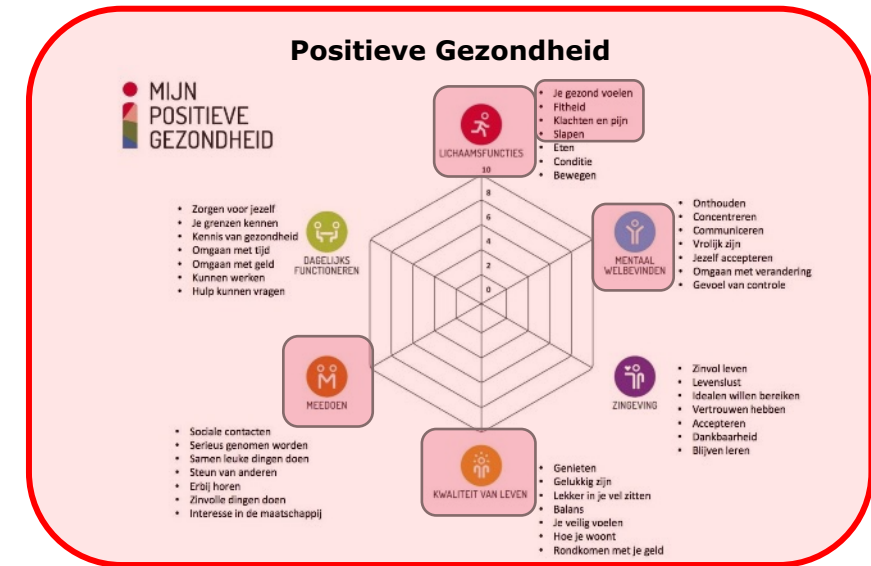 Positieve Gezondheid
MIJN
POSITIEVE
GEZONDHEID
LICHAAMSFUNCTIES
• Je gezond voelen
• Fitheid
• Klachten en pijn
• Slapen
• Eten
• Conditie
• Bewegen
10
8
6
4
2
0
MENTAAL
WELBEVINDEN
• Onthouden
• Concentreren
• Communiceren
• Vrolijk zijn
• Jezelf accepteren
• Omgaan met verandering
• Gevoel van controle
• Zorgen voor jezelf
• Je grenzen kennen
• Kennis van gezondheid
• Omgaan met tijd
• Omgaan met geld
• Kunnen werken
• Hulp kunnen vragen
DAGELIJKS
FUNCTIONEREN
ZINGEVING
• Zinvol leven
• Levenslust
• Idealen willen bereiken
• Vertrouwen hebben
• Accepteren
• Dankbaarheid
• Blijven leren
MEEDOEN
• Sociale contacten
• Serieus genomen worden
• Samen leuke dingen doen
• Steun van anderen
• Erbij horen
• Zinvolle dingen doen
• Interesse in de maatschappij
KWALITEIT VAN LEVEN
• Genieten
• Gelukkig zijn
• Lekker in je vel zitten
• Balans
• Je veilig voelen
• Hoe je woont
• Rondkomen met je geld